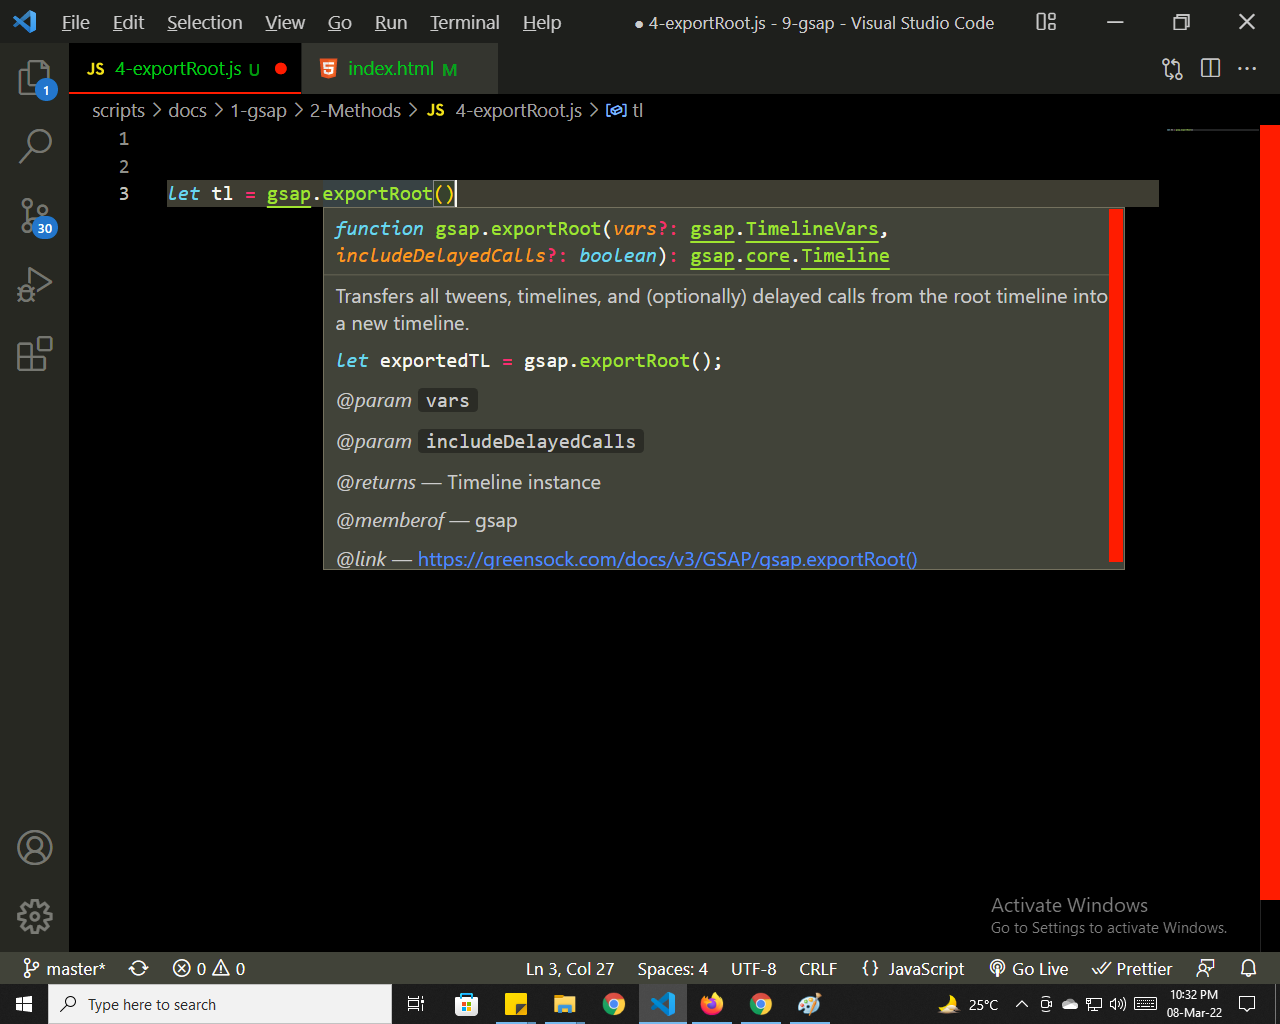 File Edit Selection View Go Run Terminal Help ● 4-exportRoot.js - 9-gsap - Visual Studio Code
JS 4-exportRoot.js U ● index.html M
scripts > docs > 1-gsap > 2-Methods > JS 4-exportRoot.js > tl
1
1
2
3 let tl = gsap.exportRoot()
function gsap.exportRoot(vars?: gsap.TimelineVars,
includeDelayedCalls?: boolean): gsap.core.Timeline
Transfers all tweens, timelines, and (optionally) delayed calls from the root timeline into
a new timeline.
let exportedTL = gsap.exportRoot();
@param vars
@param includeDelayedCalls
@returns — Timeline instance
@memberof — gsap
@link — https://greensock.com/docs/v3/GSAP/gsap.exportRoot()
30
Activate Windows
Go to Settings to activate Windows.
master* 0 0 Ln 3, Col 27 Spaces: 4 UTF-8 CRLF {} JavaScript Go Live Prettier
Type here to search 25°C 10:32 PM
08-Mar-22